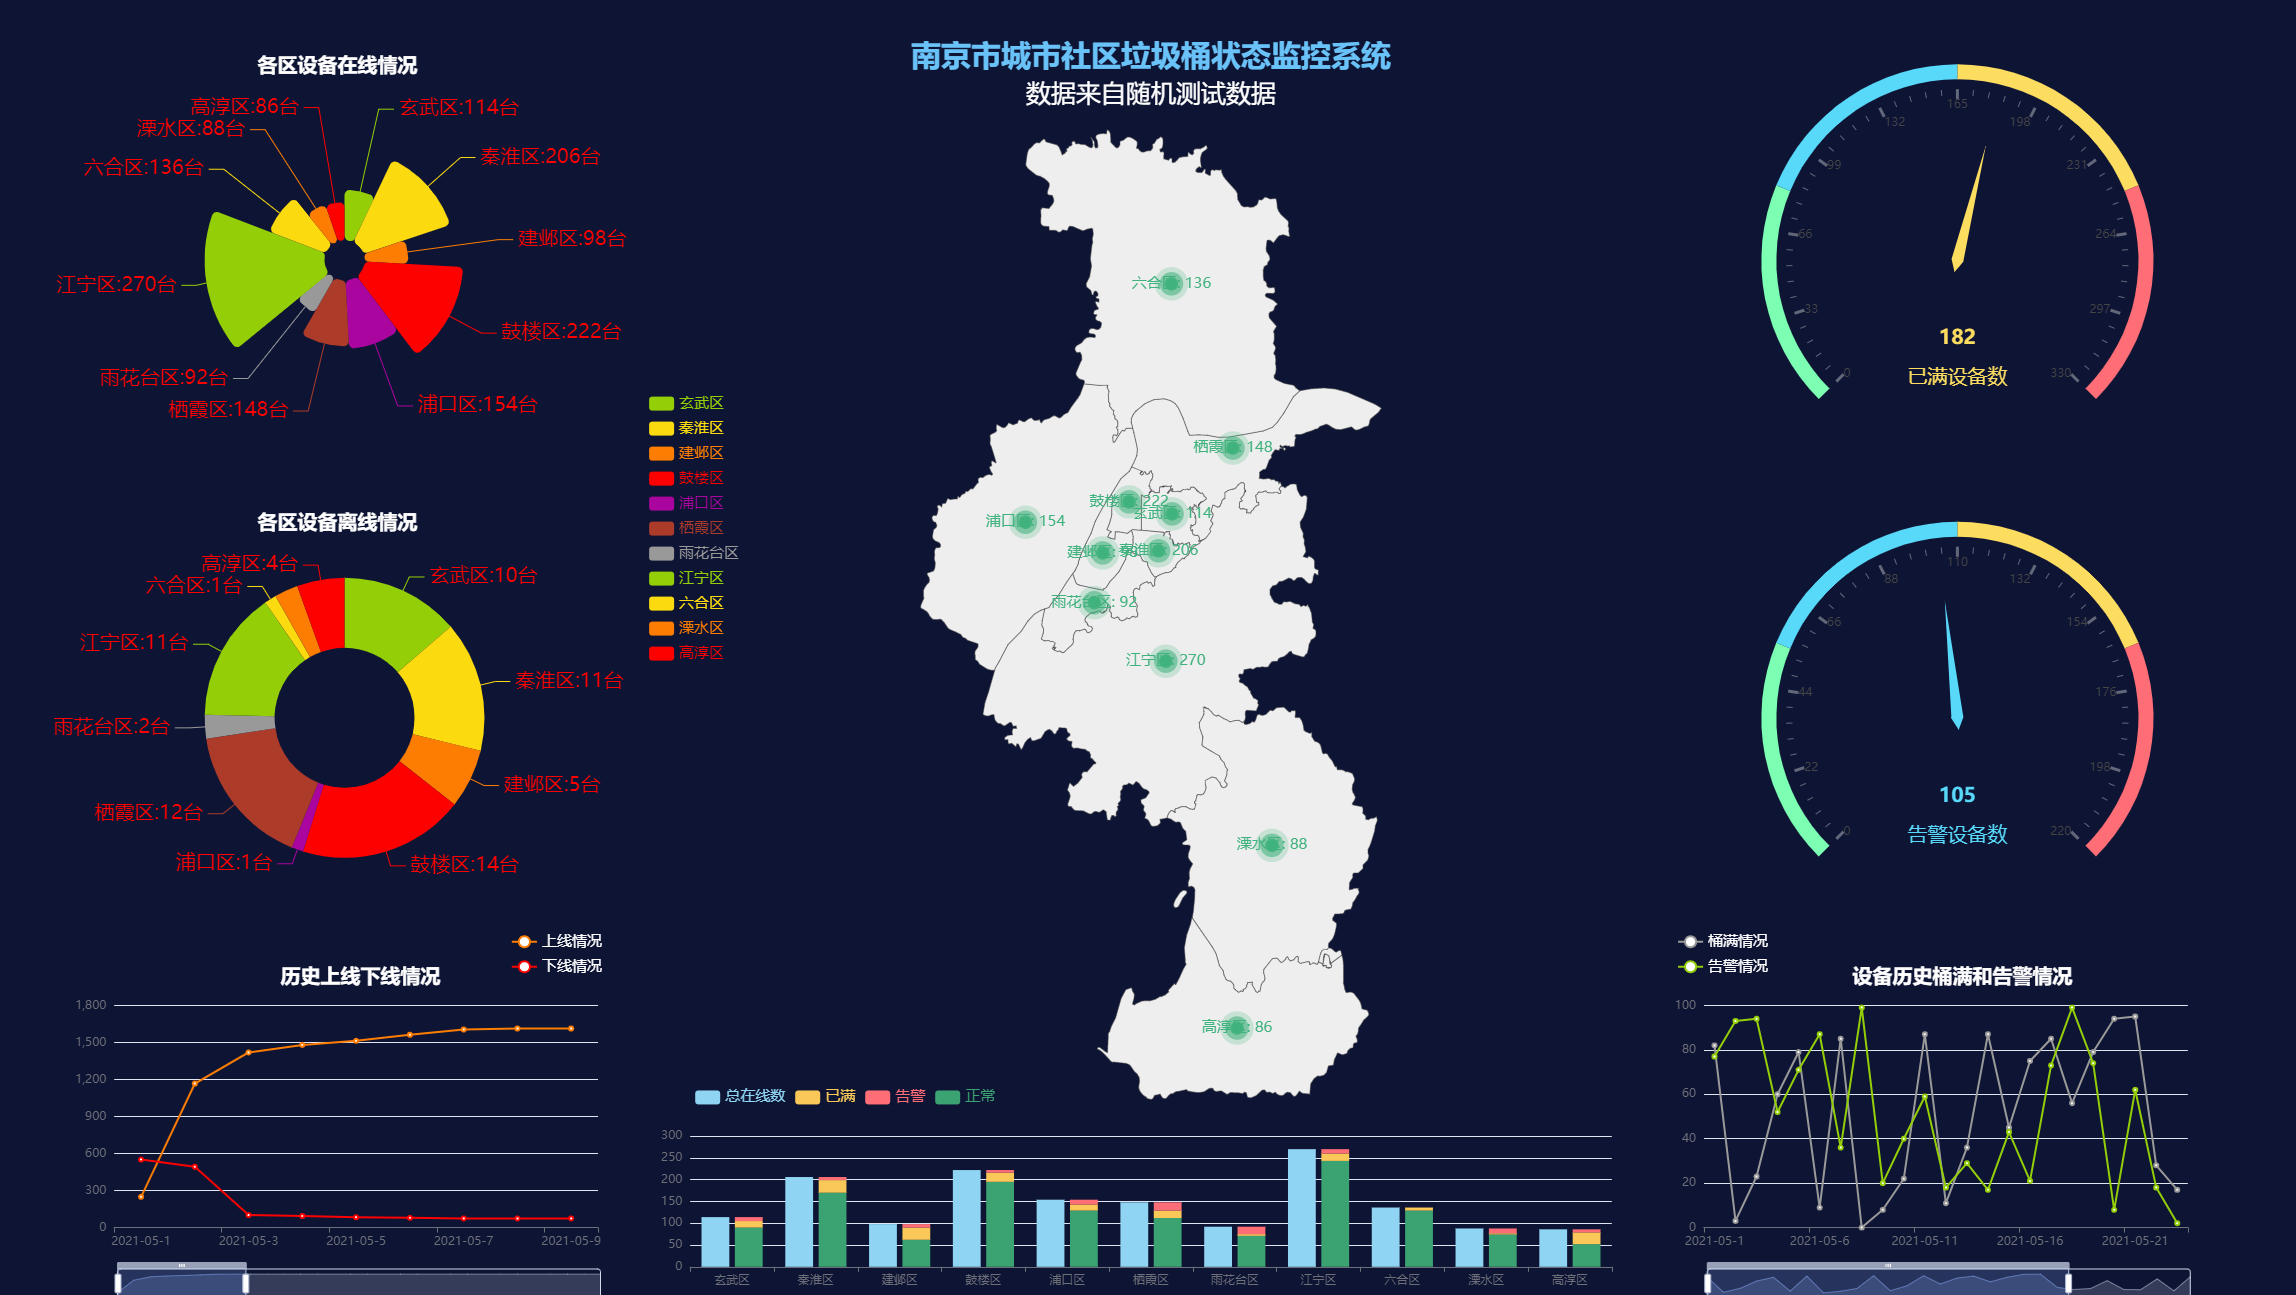 南京市城市社区垃圾桶状态监控系统
数据来自随机测试数据
各区设备在线情况
高淳区:86台
玄武区:114台
溧水区:88台
秦淮区:206台
六合区:136台
建邺区:98台
江宁区:270台
鼓楼区:222台
雨花台区:92台
浦口区:154台
栖霞区:148台
玄武区
秦淮区
建邺区
鼓楼区
浦口区
栖霞区
雨花台区
江宁区
六合区
溧水区
高淳区
各区设备离线情况
高淳区:4台
玄武区:10台
六合区:1台
江宁区:11台
秦淮区:11台
雨花台区:2台
建邺区:5台
栖霞区:12台
浦口区:1台
鼓楼区:14台
六合区: 136
栖霞区: 148
鼓楼区: 222
玄武区: 114
浦口区: 154
建邺区: 98
秦淮区: 206
雨花台区: 92
江宁区: 270
溧水区: 88
高淳区: 86
0
33
66
99
132
165
198
231
264
297
330
182
已满设备数
0
22
44
66
88
110
132
154
176
198
220
105
告警设备数
上线情况
下线情况
历史上线下线情况
1,800
1,500
1,200
900
600
300
0
2021-05-1
2021-05-3
2021-05-5
2021-05-7
2021-05-9
总在线数
已满
告警
正常
300
250
200
150
100
50
0
玄武区
秦淮区
建邺区
鼓楼区
浦口区
栖霞区
雨花台区
江宁区
六合区
溧水区
高淳区
桶满情况
告警情况
设备历史桶满和告警情况
100
80
60
40
20
0
2021-05-1
2021-05-6
2021-05-11
2021-05-16
2021-05-21